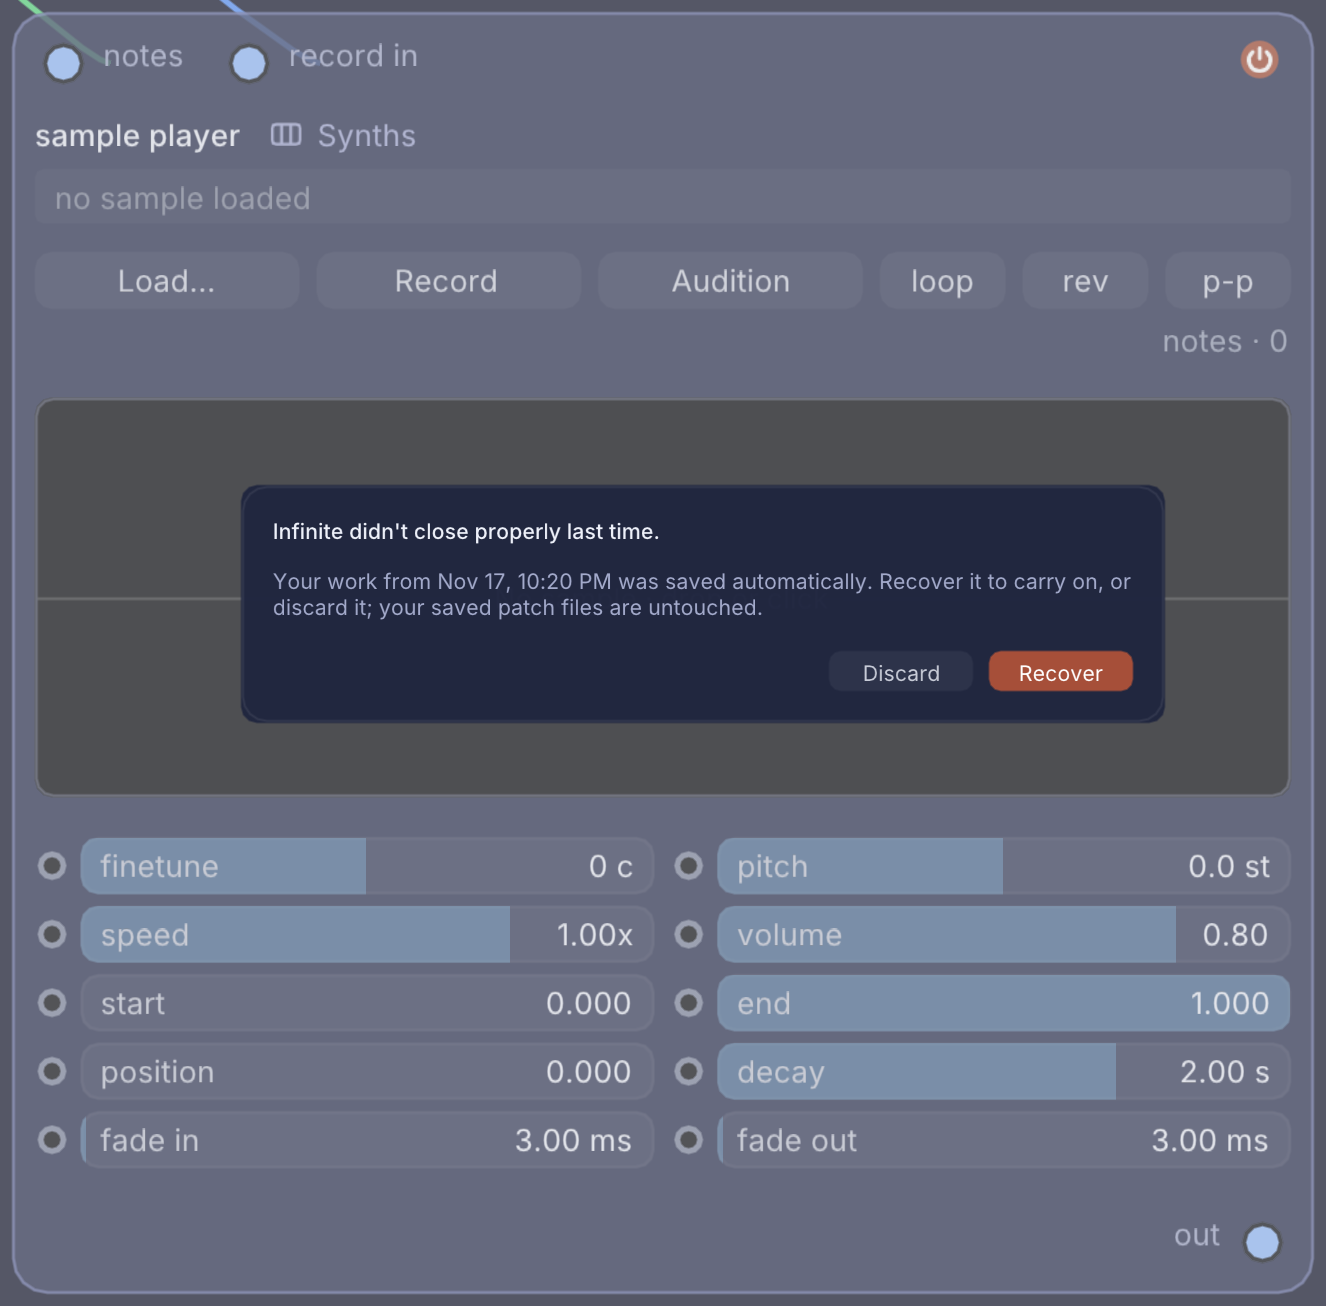 notes record in
sample player Synths
no sample loaded
Load... Record Audition loop rev p-p
notes · 0
Infinite didn't close properly last time.
Your work from Nov 17, 10:20 PM was saved automatically. Recover it to carry on, or
discard it; your saved patch files are untouched.
Discard Recover
finetune 0 c pitch 0.0 st
speed 1.00x volume 0.80
start 0.000 end 1.000
position 0.000 decay 2.00 s
fade in 3.00 ms fade out 3.00 ms
out